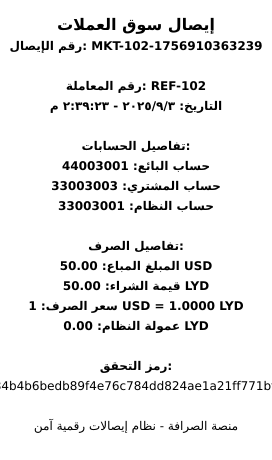 إيصال سوق العملات
رقم الإيصال: MKT-102-1756910363239
رقم المعاملة: REF-102
التاريخ: ٢٠٢٥/٩/٣ - ٢:٣٩:٢٣ م
تفاصيل الحسابات:
حساب البائع: 44003001
حساب المشتري: 33003003
حساب النظام: 33003001
تفاصيل الصرف:
المبلغ المباع: 50.00 USD
قيمة الشراء: 50.00 LYD
سعر الصرف: 1 USD = 1.0000 LYD
عمولة النظام: 0.00 LYD
رمز التحقق:
4b4b6bedb89f4e76c784dd824ae1a21ff771b
منصة الصرافة - نظام إيصالات رقمية آمن